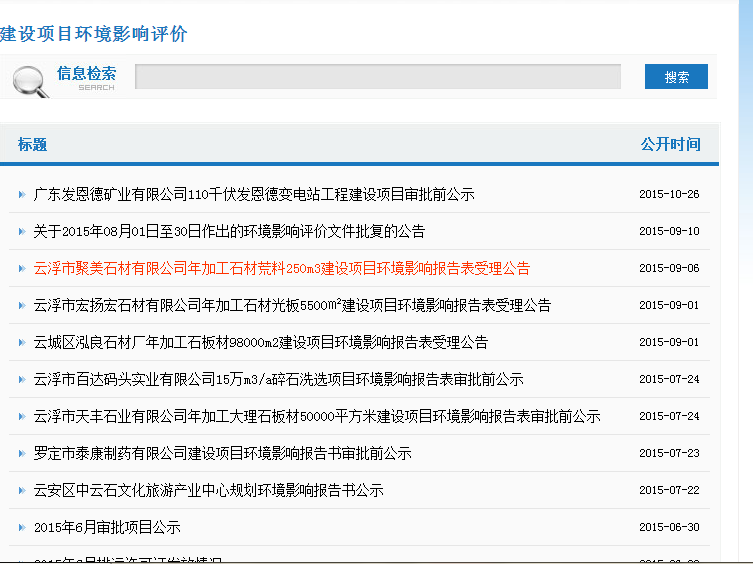 建设项目环境影响评价
信息检索
SEARCH
搜索
标题 公开时间
广东发恩德矿业有限公司110千伏发恩德变电站工程建设项目审批前公示 2015-10-26
关于2015年08月01日至30日作出的环境影响评价文件批复的公告 2015-09-10
云浮市聚美石材有限公司年加工石材荒料250m3建设项目环境影响报告表受理公告 2015-09-06
云浮市宏扬宏石材有限公司年加工石材光板5500㎡建设项目环境影响报告表受理公告 2015-09-01
云城区泓良石材厂年加工石板材98000m2建设项目环境影响报告表受理公告 2015-09-01
云浮市百达码头实业有限公司15万m3/a碎石洗选项目环境影响报告表审批前公示 2015-07-24
云浮市天丰石业有限公司年加工大理石板材50000平方米建设项目环境影响报告表审批前公示 2015-07-24
罗定市泰康制药有限公司建设项目环境影响报告书审批前公示 2015-07-23
云安区中云石文化旅游产业中心规划环境影响报告书公示 2015-07-22
2015年6月审批项目公示 2015-06-30